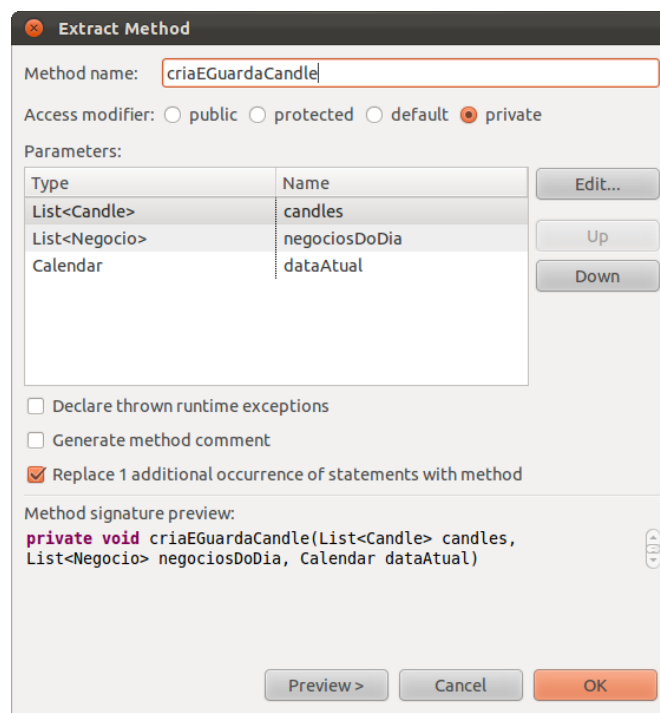 Extract Method
Method name: criaEGuardaCandle
Access modifier: public protected default private
Parameters:
Type Name Edit...
List<Candle> candles
List<Negocio> negociosDoDia Up
Calendar dataAtual Down
Declare thrown runtime exceptions
Generate method comment
Replace 1 additional occurrence of statements with method
Method signature preview:
private void criaEGuardaCandle(List<Candle> candles,
List<Negocio> negociosDoDia, Calendar dataAtual)
Preview > Cancel OK